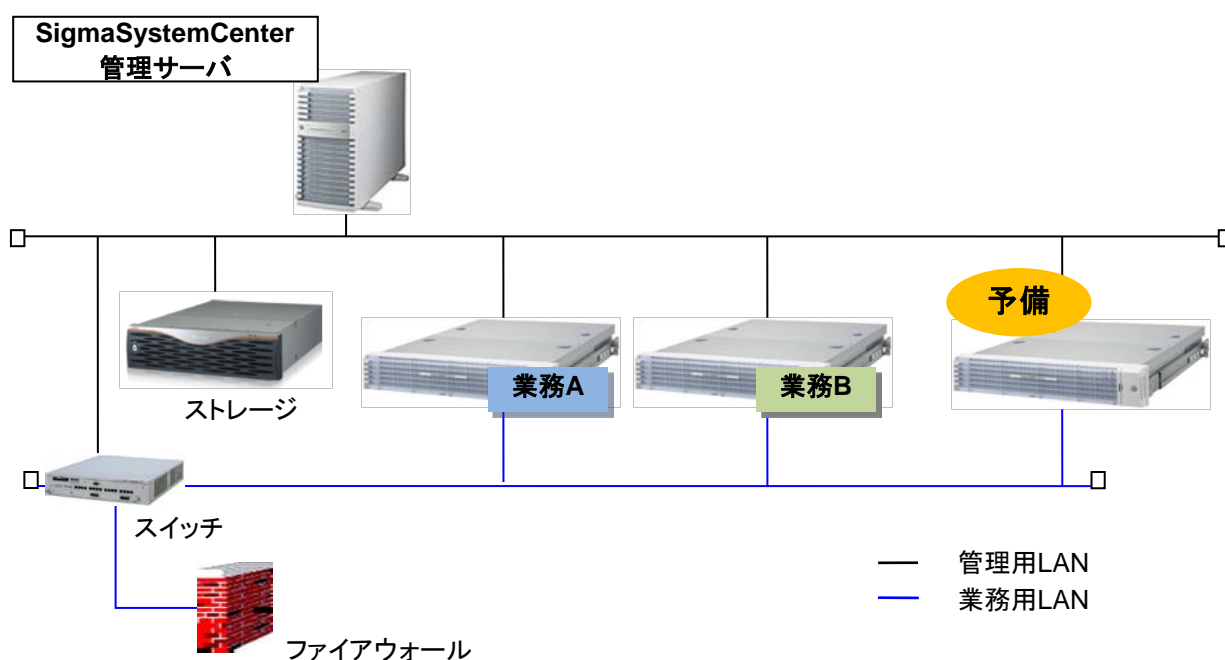 SigmaSystemCenter
管理サーバ
予備
業務A
業務B
ストレージ
スイッチ
ファイアウォール
管理用LAN
業務用LAN